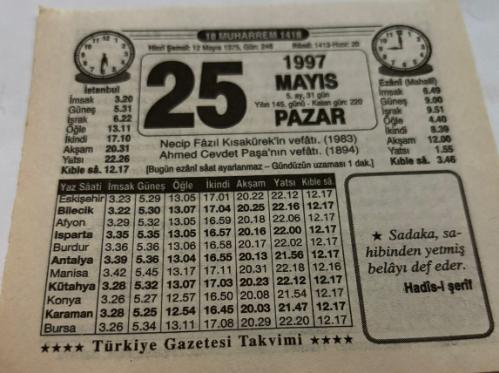 18 MUHARREM 1418
Hicrî Şemsî: 12 Mayıs 1375, Gün: 248 Rûmî: 1413-Hızır: 20
İstanbul
İmsak 3.20
Güneş 5.31
İşrak 6.22
Öğle 13.11
İkindi 17.10
Akşam 20.31
Yatsı 22.26
Kıble sâ. 12.17
25
1997
MAYIS
5. ay, 31 gün
Yılın 145. günü - Kalan gün: 220
PAZAR
Ezânî (Mahallî)
İmsak 6.49
Güneş 9.00
İşrak 9.51
Öğle 4.40
İkindi 8.39
Akşam 12.00
Yatsı 1.55
Kıble sâ. 3.46
Necip Fâzıl Kısakürek'in vefâtı. (1983)
Ahmed Cevdet Paşa'nın vefâtı. (1894)
[Bugün ezânî sâat ayarlanmaz – Gündüzün uzaması 1 dak.]
Yaz Sâati İmsak Güneş Öğle İkindi Akşam Yatsı Kıble sâ.
Eskişehir 3.23 5.29 13.05 17.01 20.22 22.12 12.17
Bilecik 3.22 5.30 13.07 17.04 20.25 22.16 12.17
Afyon 3.29 5.32 13.05 16.59 20.18 22.06 12.17
Isparta 3.35 5.35 13.05 16.57 20.16 22.00 12.17
Burdur 3.36 5.36 13.06 16.58 20.17 22.02 12.17
Antalya 3.39 5.36 13.04 16.55 20.13 21.56 12.17
Manisa 3.42 5.45 13.17 17.11 20.31 22.18 12.16
Kütahya 3.28 5.32 13.07 17.03 20.23 22.12 12.17
Konya 3.26 5.27 12.57 16.50 20.08 21.54 12.17
Karaman 3.28 5.25 12.54 16.45 20.03 21.47 12.17
Bursa 3.26 5.34 13.11 17.08 20.29 22.20 12.17
★ Sadaka, sa-
hibinden yetmiş
belâyı def eder.
Hadîs-i şerîf
★★★★ Türkiye Gazetesi Takvimi ★★★★